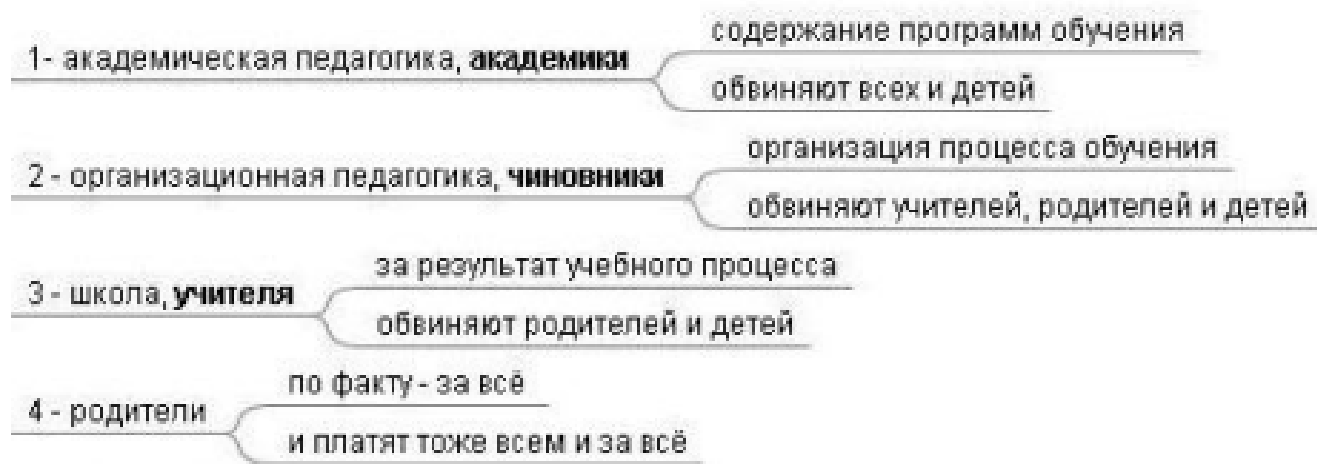 содержание программ обучения
1- академическая педагогика, академики
обвиняют всех и детей
организация процесса обучения
2 - организационная педагогика, чиновники
обвиняют учителей, родителей и детей
за результат учебного процесса
3 - школа, учителя
обвиняют родителей и детей
по факту - за всё
4 - родители
и платят тоже всем и за всё